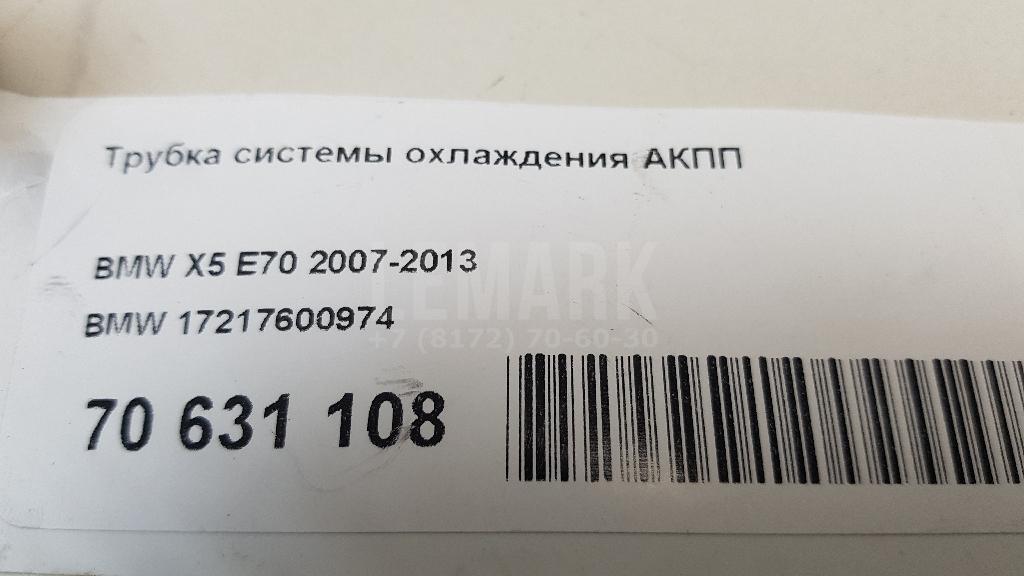 Трубка системы охлаждения АКПП
BMW X5 E70 2007-2013
LEMARK
BMW 17217600974
+7 (8172) 70-60-30
70 631 108